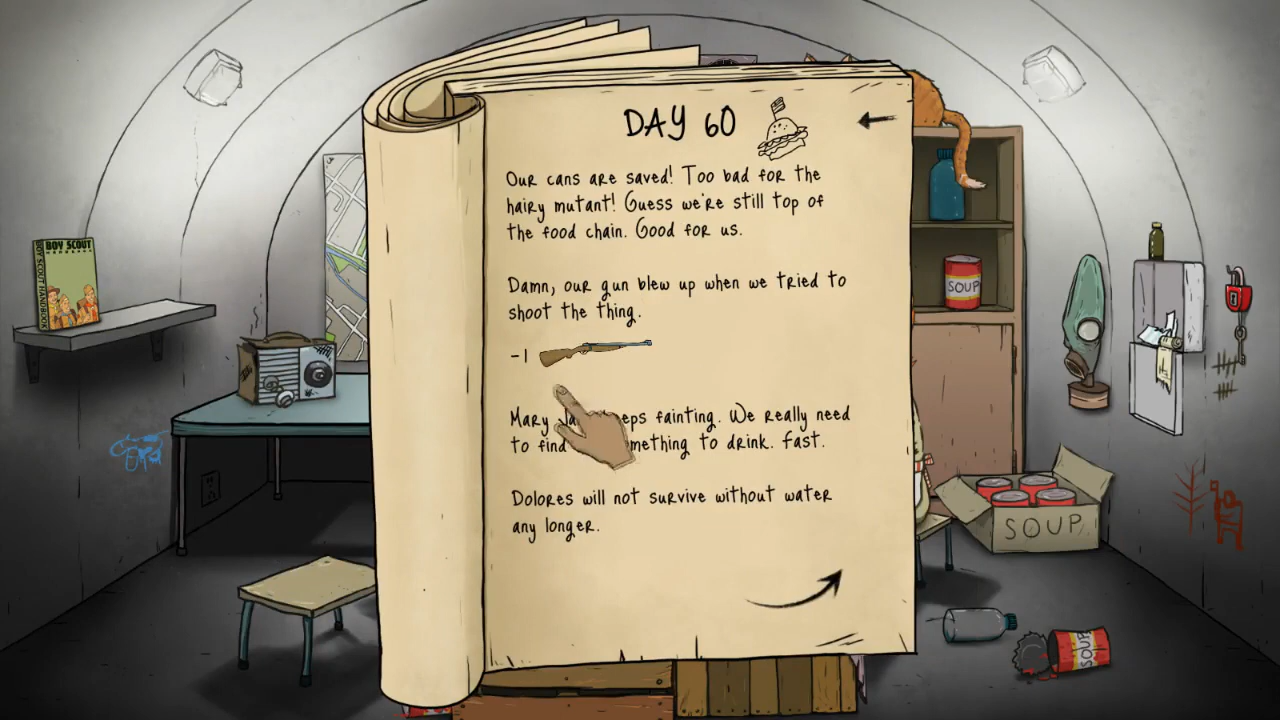 DAY 60
Our cans are saved! Too bad for the
hairy mutant! Guess we're still top of
the food chain. Good for us.
Damn, our gun blew up when we tried to
shoot the thing.
-1
Mary eps fainting. We really need
to find mething to drink. Fast.
Dolores will not survive without water
any longer.
BOY SCOUT
BOY SCOUT HANDBOOK
SOUP
SOUP
SOUP